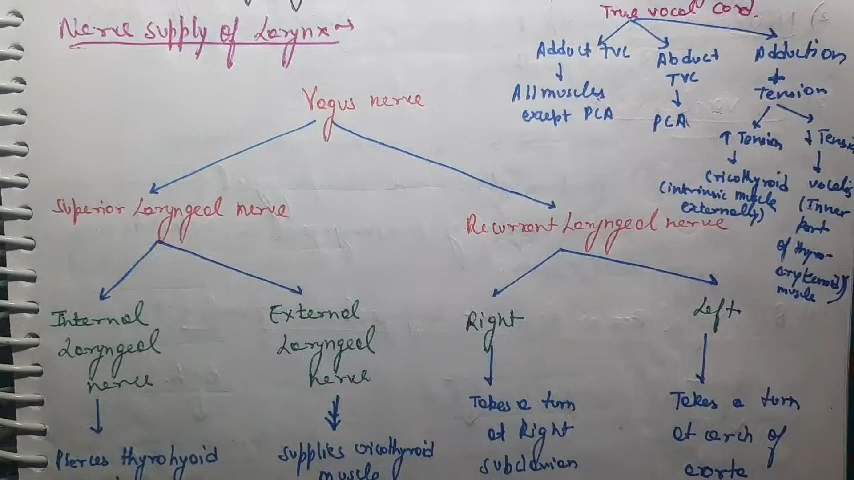 Nerve supply of Larynx→
True vocal cord.
Adduct TVC
All muscles
except PCA
Abduct
TVC
PCA
Adduction
+
Tension
↑ Tension
Cricothyroid
(intrinsic muscle
externally)
↓ Tension
vocalis
(Inner
part
of thyro-
arytenoid
muscle)
Vagus nerve
Superior Laryngeal nerve
Recurrent Laryngeal nerve
Internal
Laryngeal
nerve
Pierces thyrohyoid
External
Laryngeal
nerve
Supplies cricothyroid
muscle
Right
Takes a turn
at Right
subclavian
Left
Takes a turn
at arch of
aorta